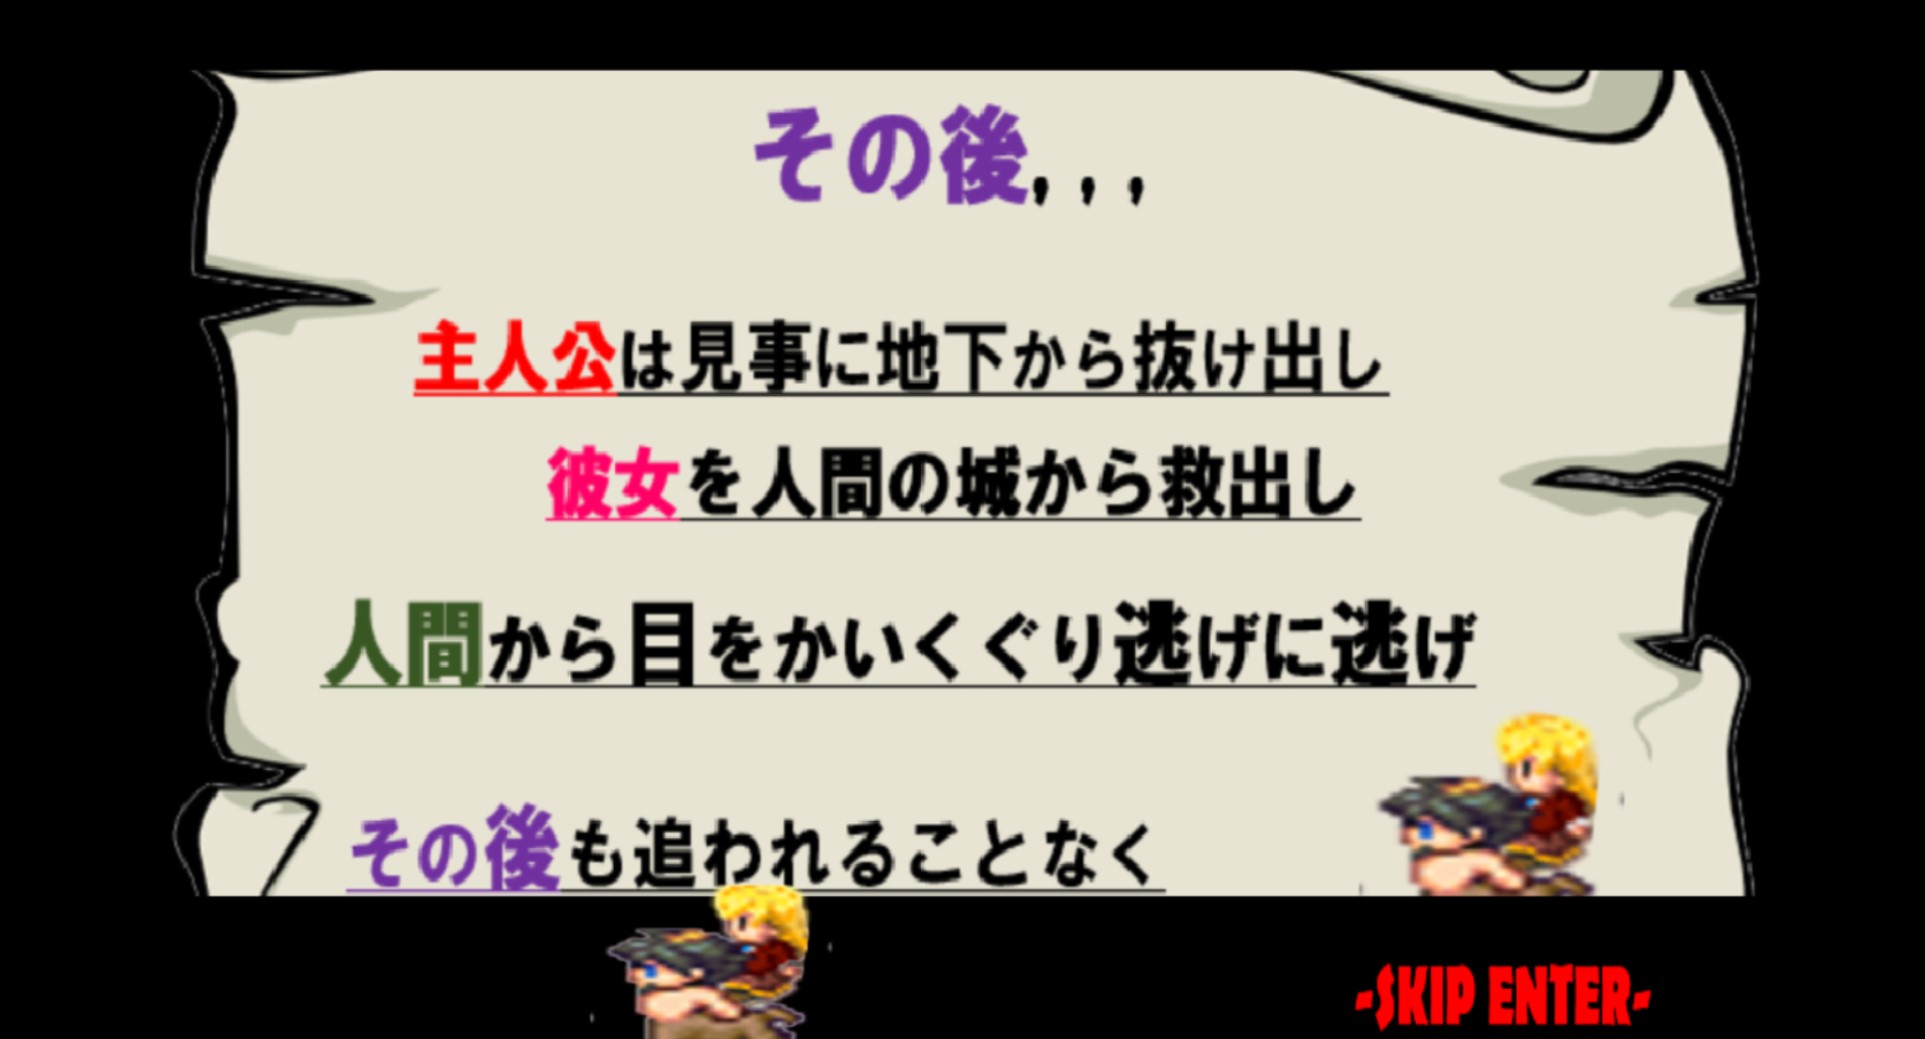 その後,,,
主人公は見事に地下から抜け出し
彼女を人間の城から救出し
人間から目をかいくぐり逃げに逃げ
その後も追われることなく
-SKIP ENTER-